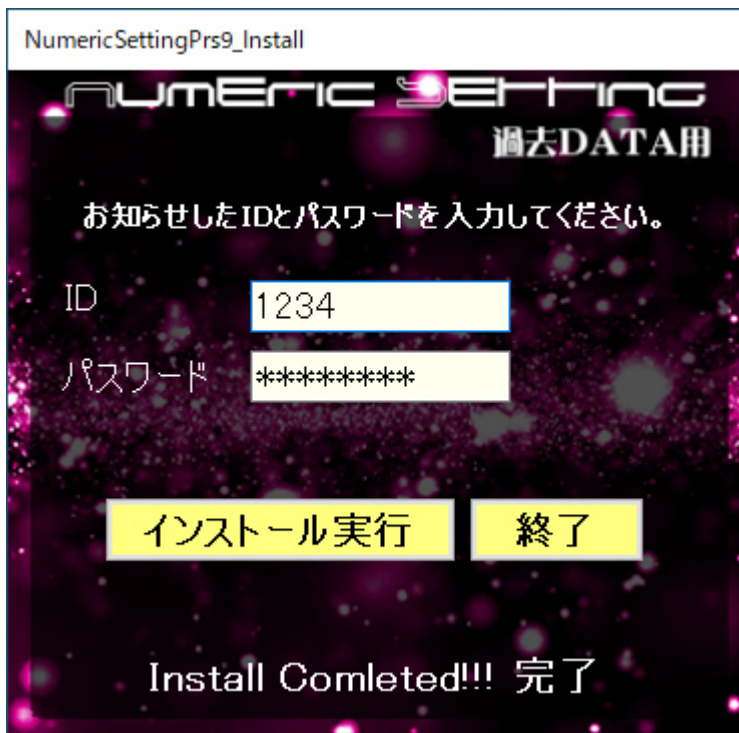 NumericSettingPrs9_Install
NUMERIC SETTING
過去DATA用
お知らせしたIDとパスワードを入力してください。
ID 1234
パスワード ********
インストール実行 終了
Install Comleted!!! 完了